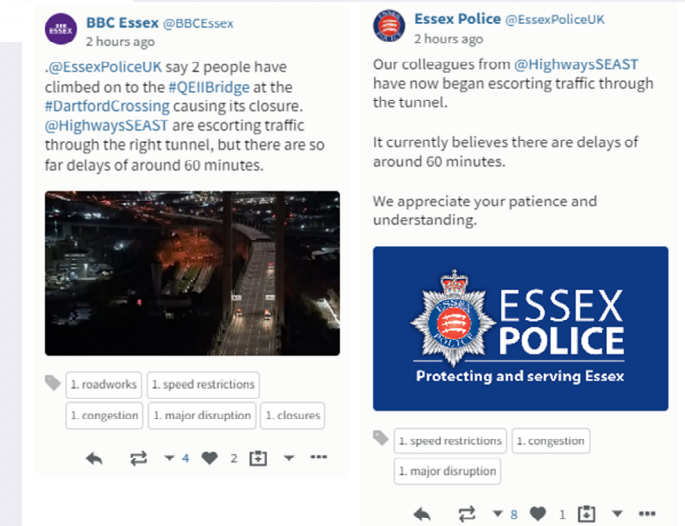 BBC Essex @BBCEssex
2 hours ago
.@EssexPoliceUK say 2 people have
climbed on to the #QEIIBridge at the
#DartfordCrossing causing its closure.
@HighwaysSEAST are escorting traffic
through the right tunnel, but there are so
far delays of around 60 minutes.
1. roadworks
1. speed restrictions
1. congestion
1. major disruption
1. closures
4
2
Essex Police @EssexPoliceUK
2 hours ago
Our colleagues from @HighwaysSEAST
have now began escorting traffic through
the tunnel.
It currently believes there are delays of
around 60 minutes.
We appreciate your patience and
understanding.
ESSEX
POLICE
ESSEX
POLICE
Protecting and serving Essex
1. speed restrictions
1. congestion
1. major disruption
8
1